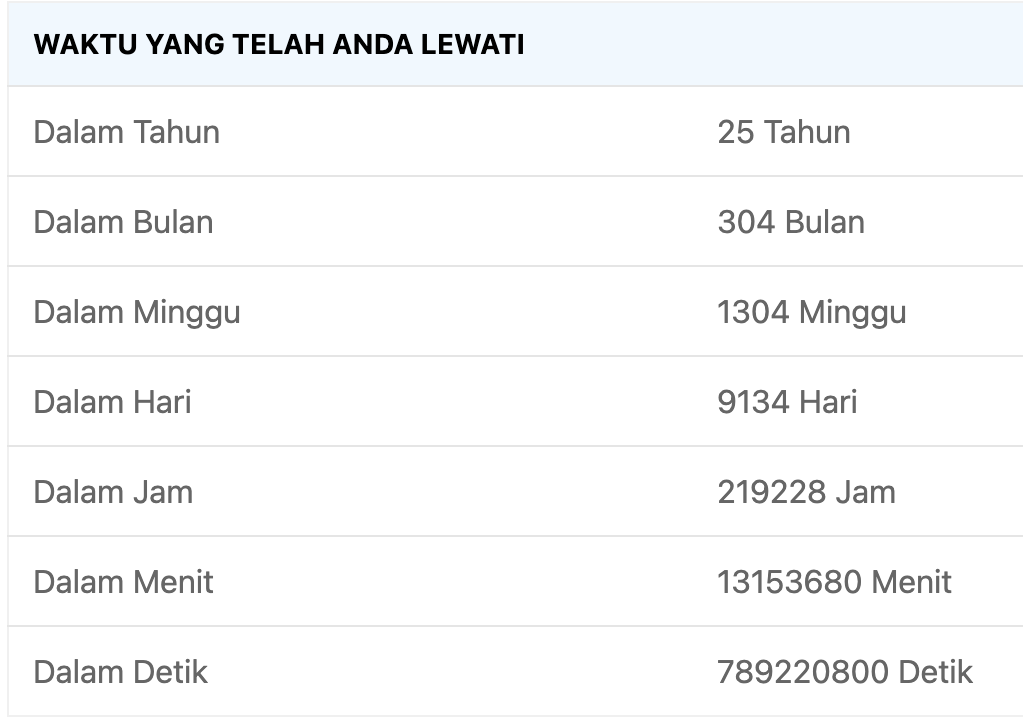 WAKTU YANG TELAH ANDA LEWATI
Dalam Tahun 25 Tahun
Dalam Bulan 304 Bulan
Dalam Minggu 1304 Minggu
Dalam Hari 9134 Hari
Dalam Jam 219228 Jam
Dalam Menit 13153680 Menit
Dalam Detik 789220800 Detik